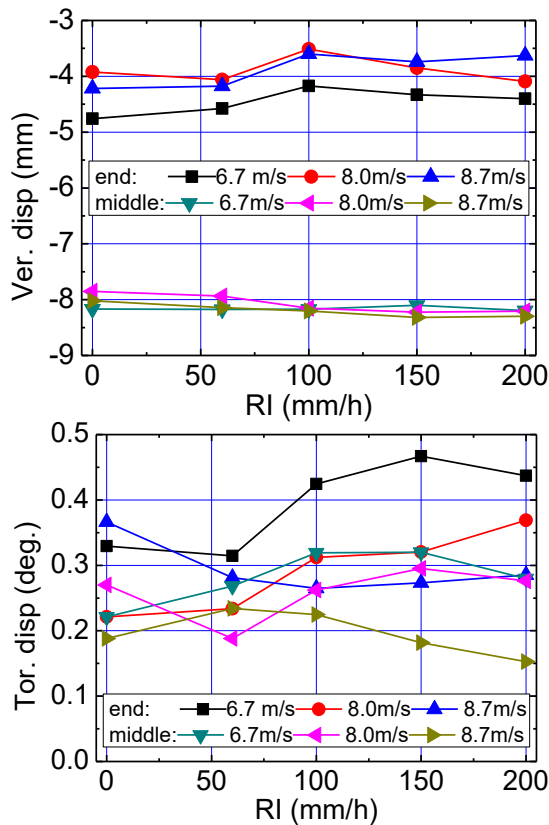 -3
-4
-5
-6
-7
-8
-9
Ver. disp (mm)
end: 6.7 m/s 8.0m/s 8.7m/s
middle: 6.7m/s 8.0m/s 8.7m/s
0 50 100 150 200
RI (mm/h)
0.5
0.4
0.3
0.2
0.1
0.0
Tor. disp (deg.)
end: 6.7 m/s 8.0m/s 8.7m/s
middle: 6.7m/s 8.0m/s 8.7m/s
0 50 100 150 200
RI (mm/h)